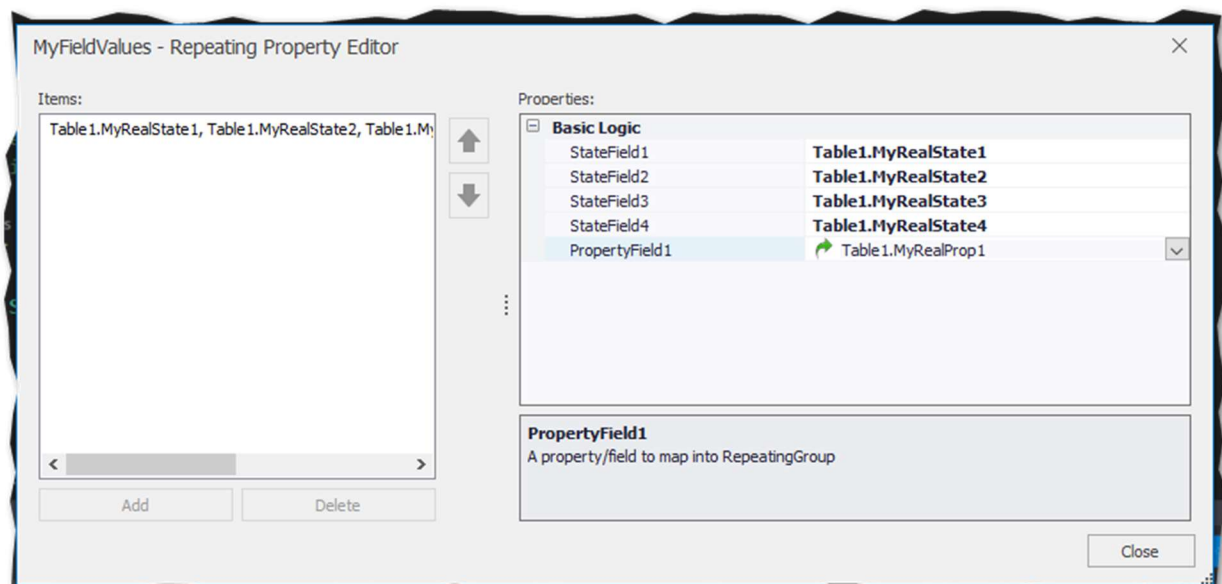 MyFieldValues - Repeating Property Editor
Items:
Properties:
Table1.MyRealState1, Table1.MyRealState2, Table1.My
Basic Logic
StateField1 Table1.MyRealState1
StateField2 Table1.MyRealState2
StateField3 Table1.MyRealState3
StateField4 Table1.MyRealState4
PropertyField1 Table1.MyRealProp1
PropertyField1
A property/field to map into RepeatingGroup
Add
Delete
Close